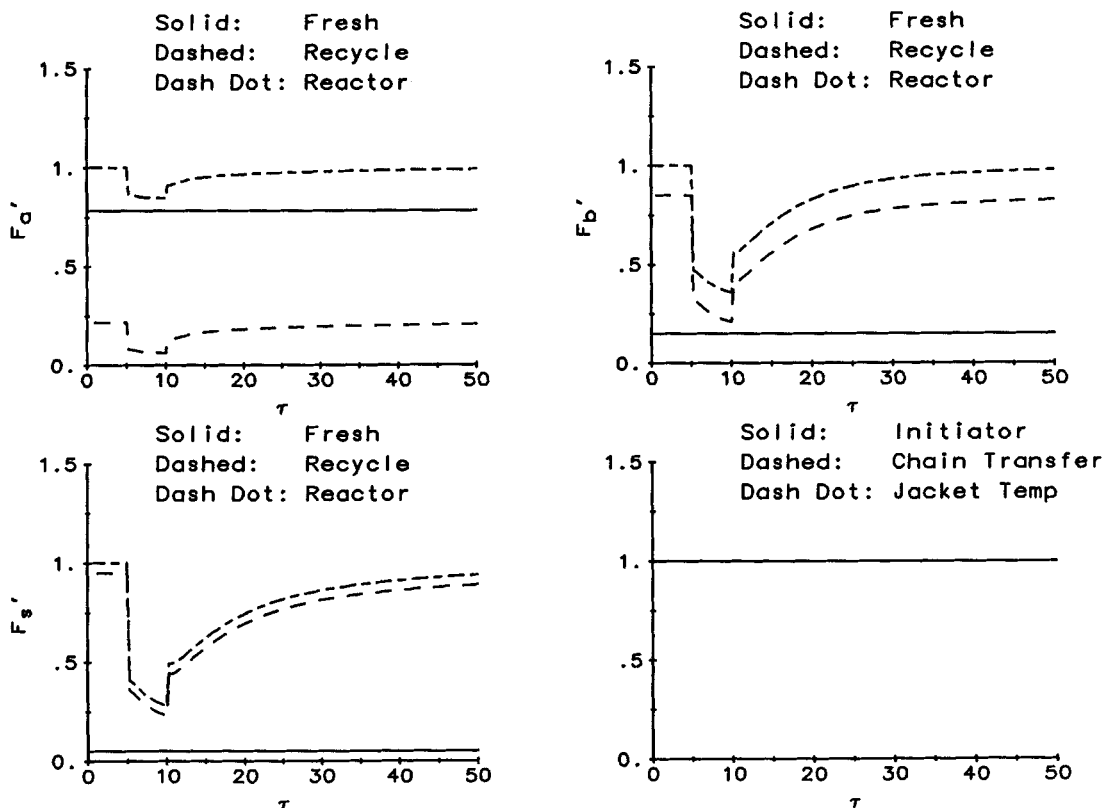 Solid: Fresh
Dashed: Recycle
Dash Dot: Reactor
1.5
1.
.5
0.
Fa'
0 10 20 30 40 50
τ
Solid: Fresh
Dashed: Recycle
Dash Dot: Reactor
1.5
1.
.5
0.
Fb'
0 10 20 30 40 50
τ
Solid: Fresh
Dashed: Recycle
Dash Dot: Reactor
1.5
1.
.5
0.
Fs'
0 10 20 30 40 50
τ
Solid: Initiator
Dashed: Chain Transfer
Dash Dot: Jacket Temp
1.5
1.
.5
0.
0 10 20 30 40 50
τ